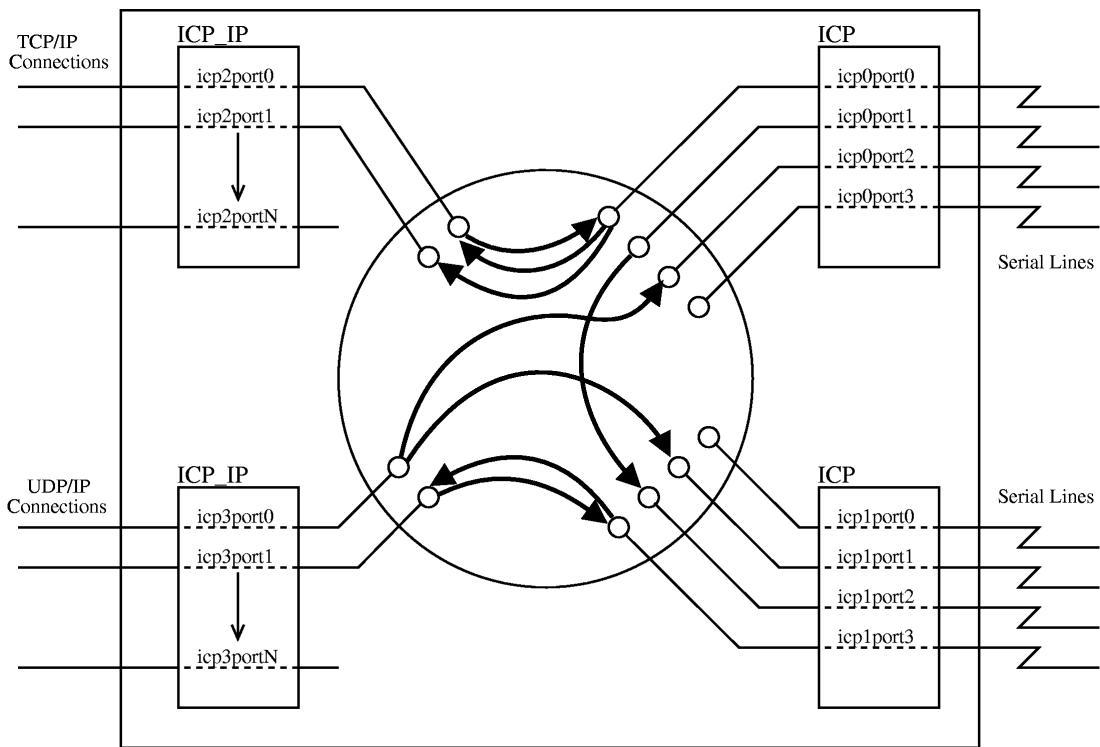 TCP/IP
Connections
ICP_IP
icp2port0
icp2port1
icp2portN
ICP
icp0port0
icp0port1
icp0port2
icp0port3
Serial Lines
UDP/IP
Connections
ICP_IP
icp3port0
icp3port1
icp3portN
ICP
icp1port0
icp1port1
icp1port2
icp1port3
Serial Lines